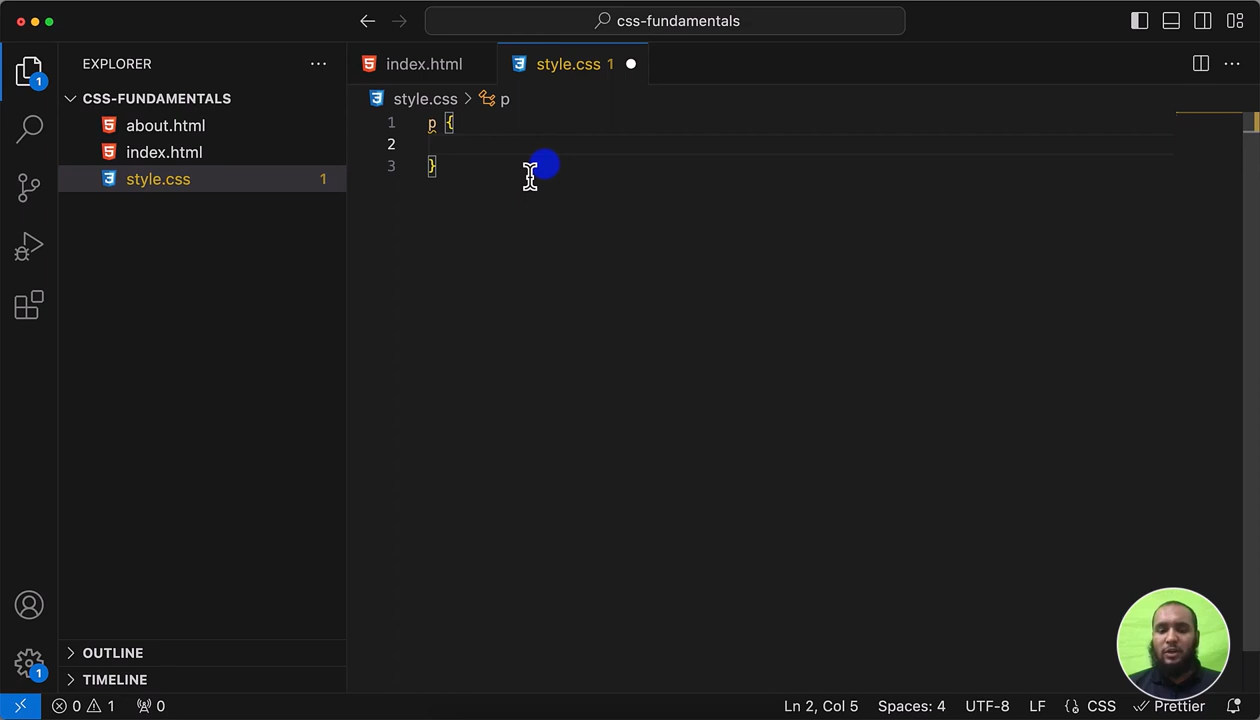 css-fundamentals
EXPLORER
index.html
style.css 1
CSS-FUNDAMENTALS
style.css > p
about.html
1 p {
index.html
2
style.css 1
3 }
1
OUTLINE
1
TIMELINE
0 1 0
Ln 2, Col 5 Spaces: 4 UTF-8 LF {} CSS Prettier